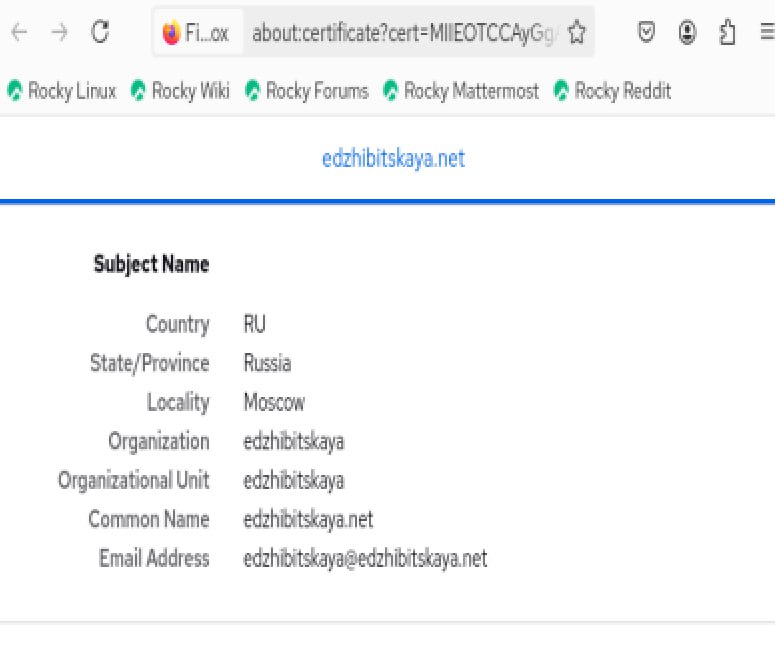 Fi...ox about:certificate?cert=MIIEOTCCAyGgA
Rocky Linux Rocky Wiki Rocky Forums Rocky Mattermost Rocky Reddit
edzhibitskaya.net
Subject Name
Country RU
State/Province Russia
Locality Moscow
Organization edzhibitskaya
Organizational Unit edzhibitskaya
Common Name edzhibitskaya.net
Email Address edzhibitskaya@edzhibitskaya.net